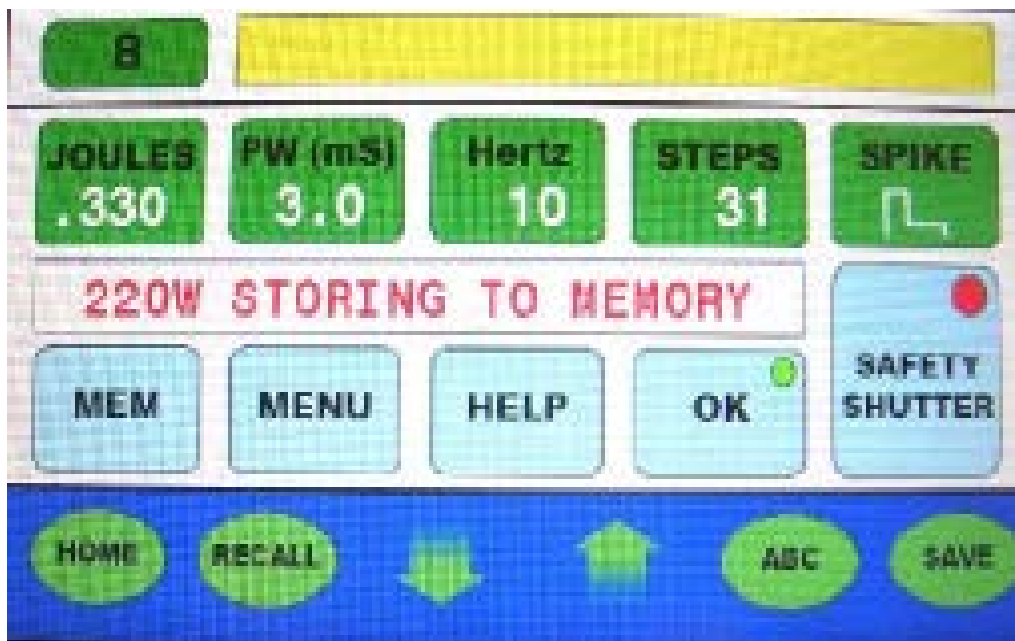 8
JOULES PW (mS) Hertz STEPS SPIKE
.330 3.0 10 31
220W STORING TO MEMORY
SAFETY
SHUTTER
MEM MENU HELP OK
HOME RECALL ABC SAVE